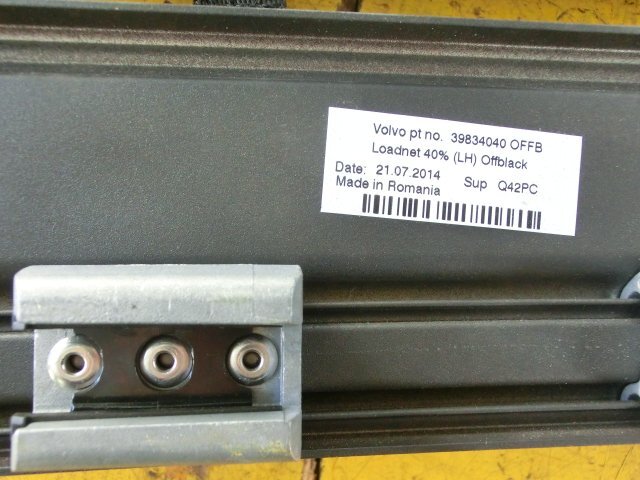 Volvo pt no. 39834040 OFFB
Loadnet 40% (LH) Offblack
Date: 21.07.2014 Sup Q42PC
Made in Romania